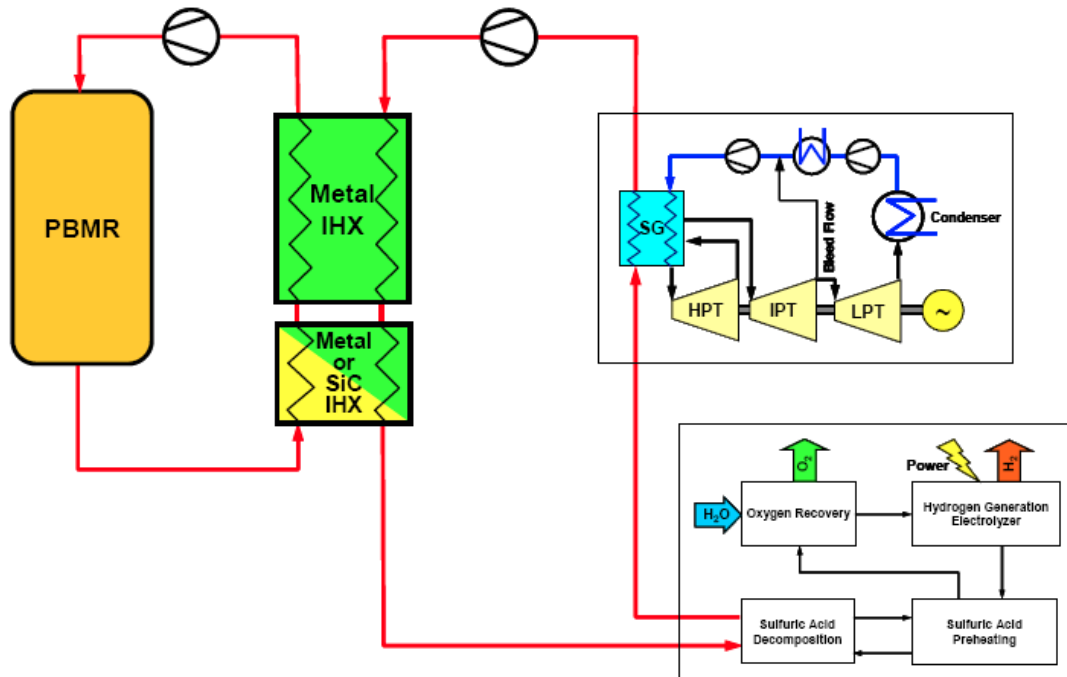 PBMR
Metal
IHX
Metal
or
SiC
IHX
SG
Bleed Flow
Condenser
HPT
IPT
LPT
~
O₂
Power
H₂
H₂O
Oxygen Recovery
Hydrogen Generation
Electrolyzer
Sulfuric Acid
Decomposition
Sulfuric Acid
Preheating